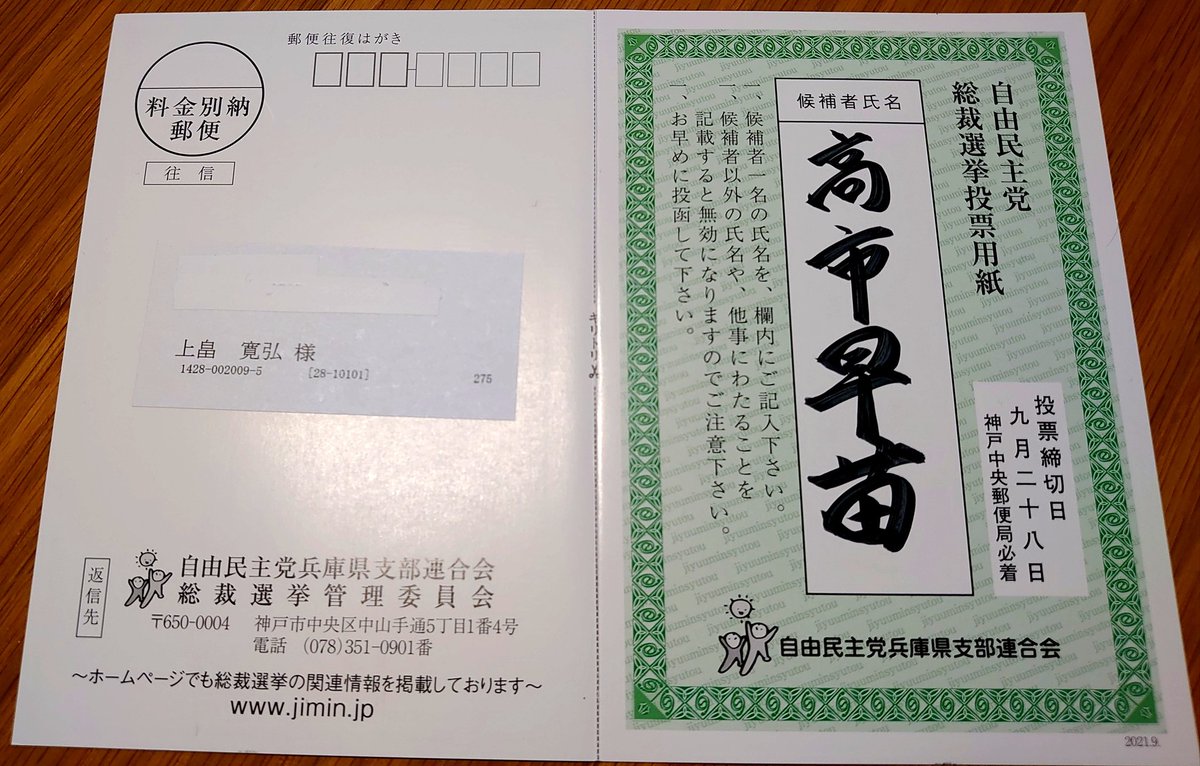 郵便往復はがき
料金別納
郵便
往信
上畠 寛弘 様
1428-002009-5 [28-10101] 275
返信先
自由民主党兵庫県支部連合会
総裁選挙管理委員会
〒650-0004 神戸市中央区中山手通5丁目1番4号
電話 (078)351-0901番
〜ホームページでも総裁選挙の関連情報を掲載しております〜
www.jimin.jp
自由民主党
総裁選挙投票用紙
投票締切日
九月二十八日
神戸中央郵便局必着
候補者氏名
高市早苗
一、候補者一名の氏名を、欄内にご記入下さい。
一、候補者以外の氏名や、他事にわたることを
記載すると無効になりますのでご注意下さい。
一、お早めに投函して下さい。
自由民主党兵庫県支部連合会
jiyuuminsyutou
2021.9.